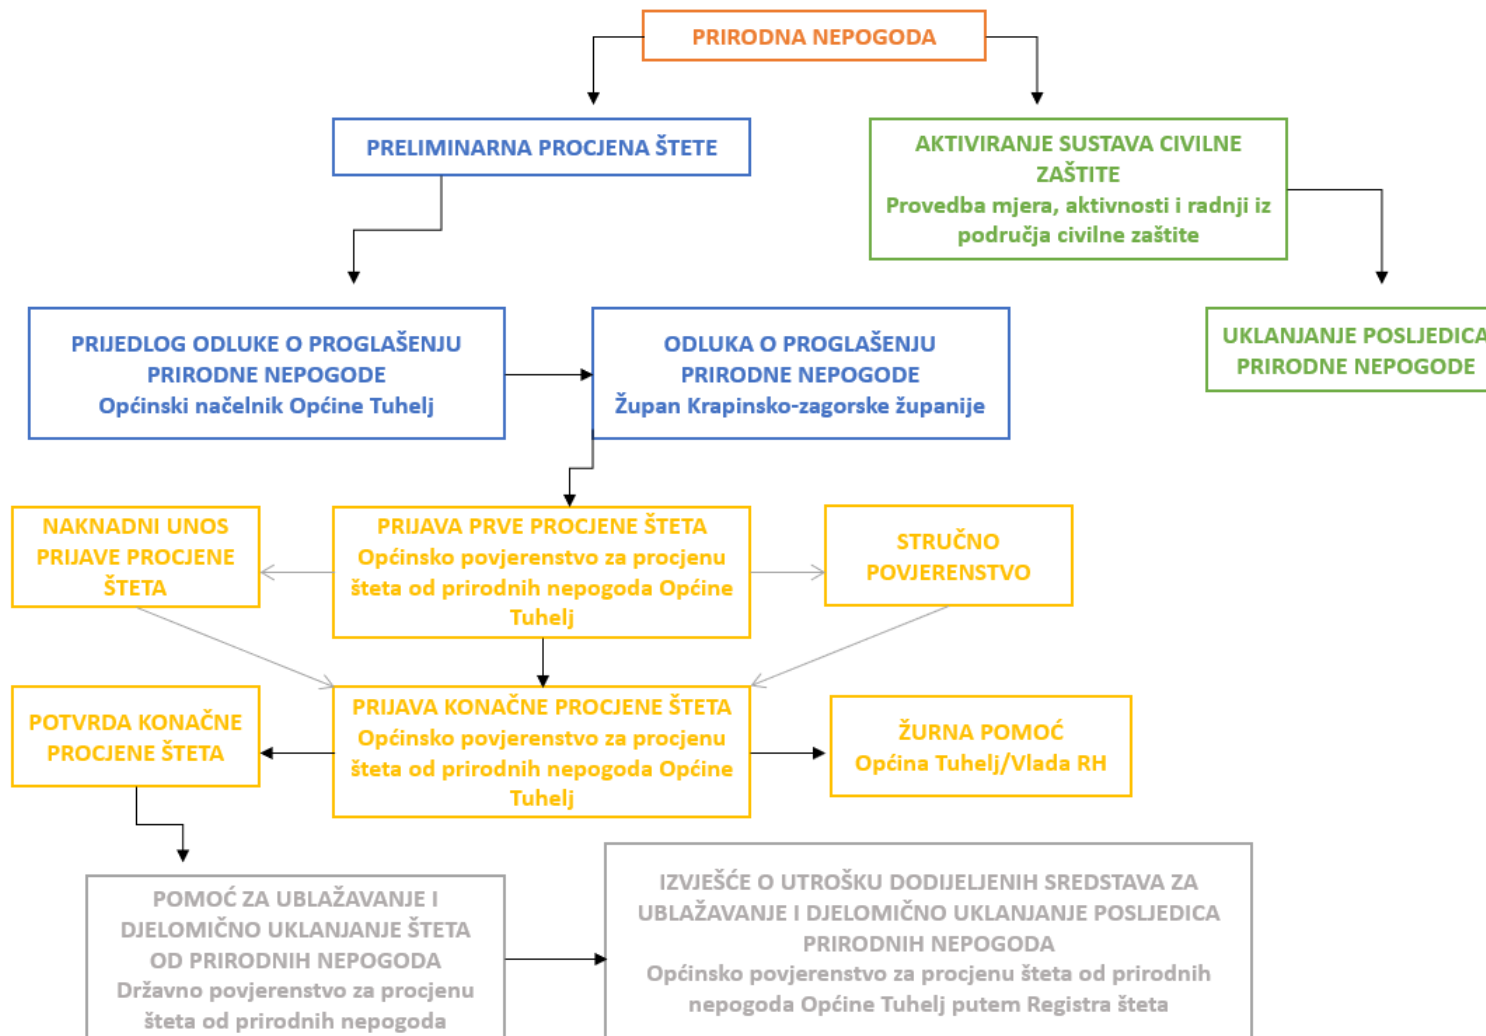 PRIRODNA NEPOGODA
PRELIMINARNA PROCJENA ŠTETE
AKTIVIRANJE SUSTAVA CIVILNE
ZAŠTITE
Provedba mjera, aktivnosti i radnji iz
područja civilne zaštite
PRIJEDLOG ODLUKE O PROGLAŠENJU
PRIRODNE NEPOGODE
Općinski načelnik Općine Tuhelj
ODLUKA O PROGLAŠENJU
PRIRODNE NEPOGODE
Župan Krapinsko-zagorske županije
UKLANJANJE POSLJEDICA
PRIRODNE NEPOGODE
NAKNADNI UNOS
PRIJAVE PROCJENE
ŠTETA
PRIJAVA PRVE PROCJENE ŠTETA
Općinsko povjerenstvo za procjenu
šteta od prirodnih nepogoda Općine
Tuhelj
STRUČNO
POVJERENSTVO
POTVRDA KONAČNE
PROCJENE ŠTETA
PRIJAVA KONAČNE PROCJENE ŠTETA
Općinsko povjerenstvo za procjenu
šteta od prirodnih nepogoda Općine
Tuhelj
ŽURNA POMOĆ
Općina Tuhelj/Vlada RH
POMOĆ ZA UBLAŽAVANJE I
DJELOMIČNO UKLANJANJE ŠTETA
OD PRIRODNIH NEPOGODA
Državno povjerenstvo za procjenu
šteta od prirodnih nepogoda
IZVJEŠĆE O UTROŠKU DODIJELJENIH SREDSTAVA ZA
UBLAŽAVANJE I DJELOMIČNO UKLANJANJE POSLJEDICA
PRIRODNIH NEPOGODA
Općinsko povjerenstvo za procjenu šteta od prirodnih
nepogoda Općine Tuhelj putem Registra šteta